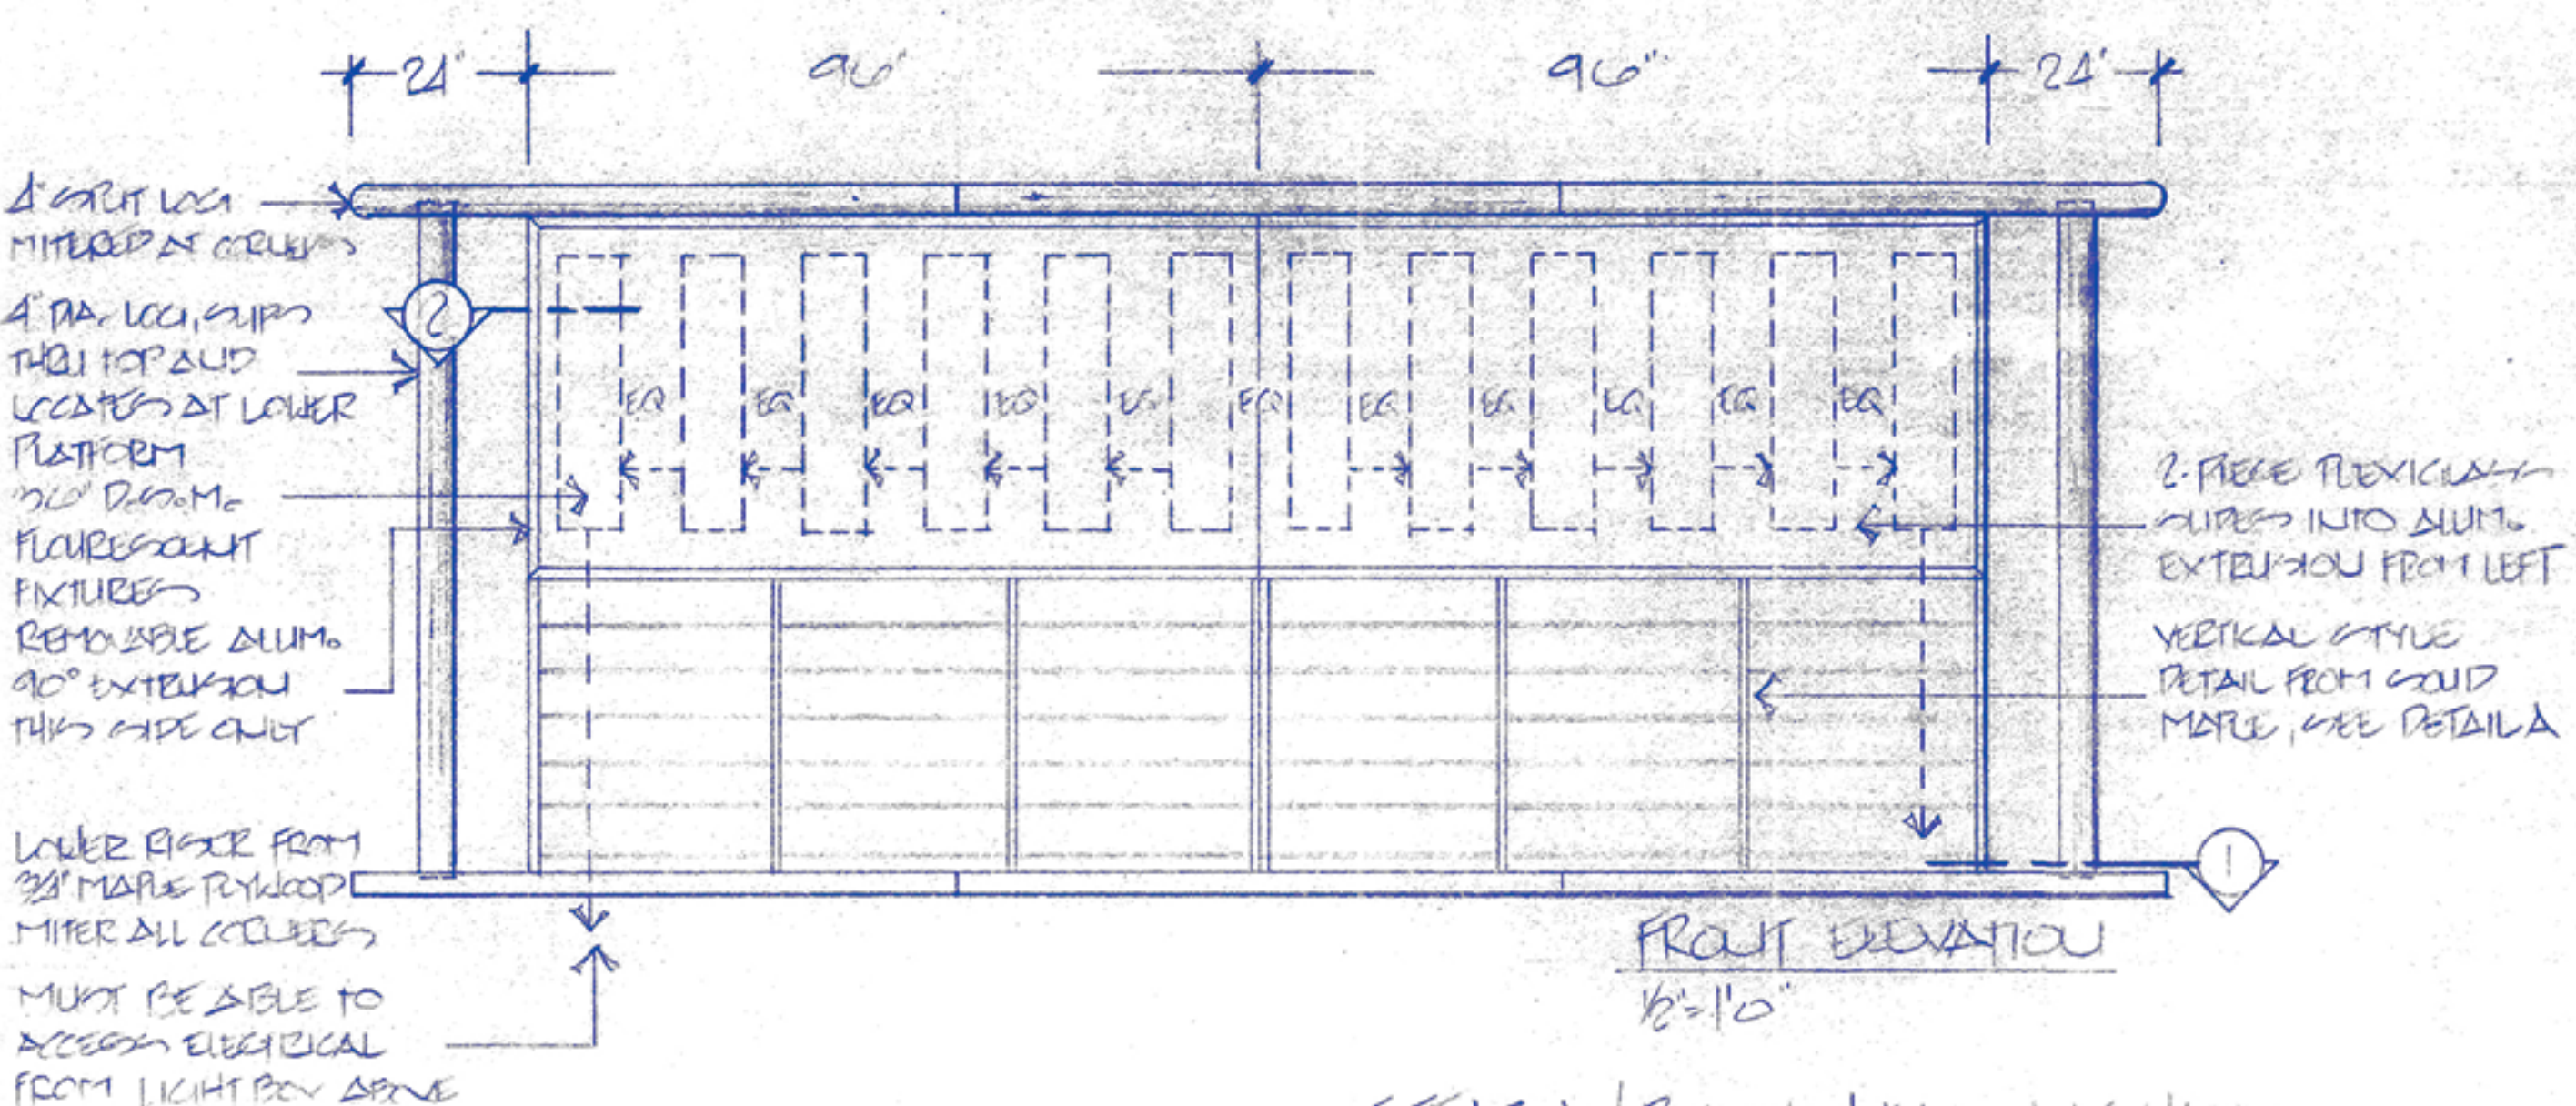 24"
96"
96"
24"
4" SPLIT LOG
MITERED AT CORNERS
4" DIA. LOG, SLIPS
THRU TOP AND
LOCATES AT LOWER
PLATFORM
36" D.S.M.
FLOURESCENT
FIXTURES
REMOVABLE ALUM.
90° EXTRUSION
THIS SIDE ONLY
LOWER RISER FROM
3/4" MAPLE PLYWOOD
MITER ALL CORNERS
MUST BE ABLE TO
ACCESS ELECTRICAL
FROM LIGHT BOX ABOVE
2
EQ EQ EQ EQ EQ EQ EQ EQ EQ EQ EQ
2-PIECE PLEXIGLASS
SLIDES INTO ALUM.
EXTRUSION FROM LEFT
VERTICAL STYLE
DETAIL FROM SOLID
MAPLE, SEE DETAIL A
1
FRONT ELEVATION
1/2"=1'0"